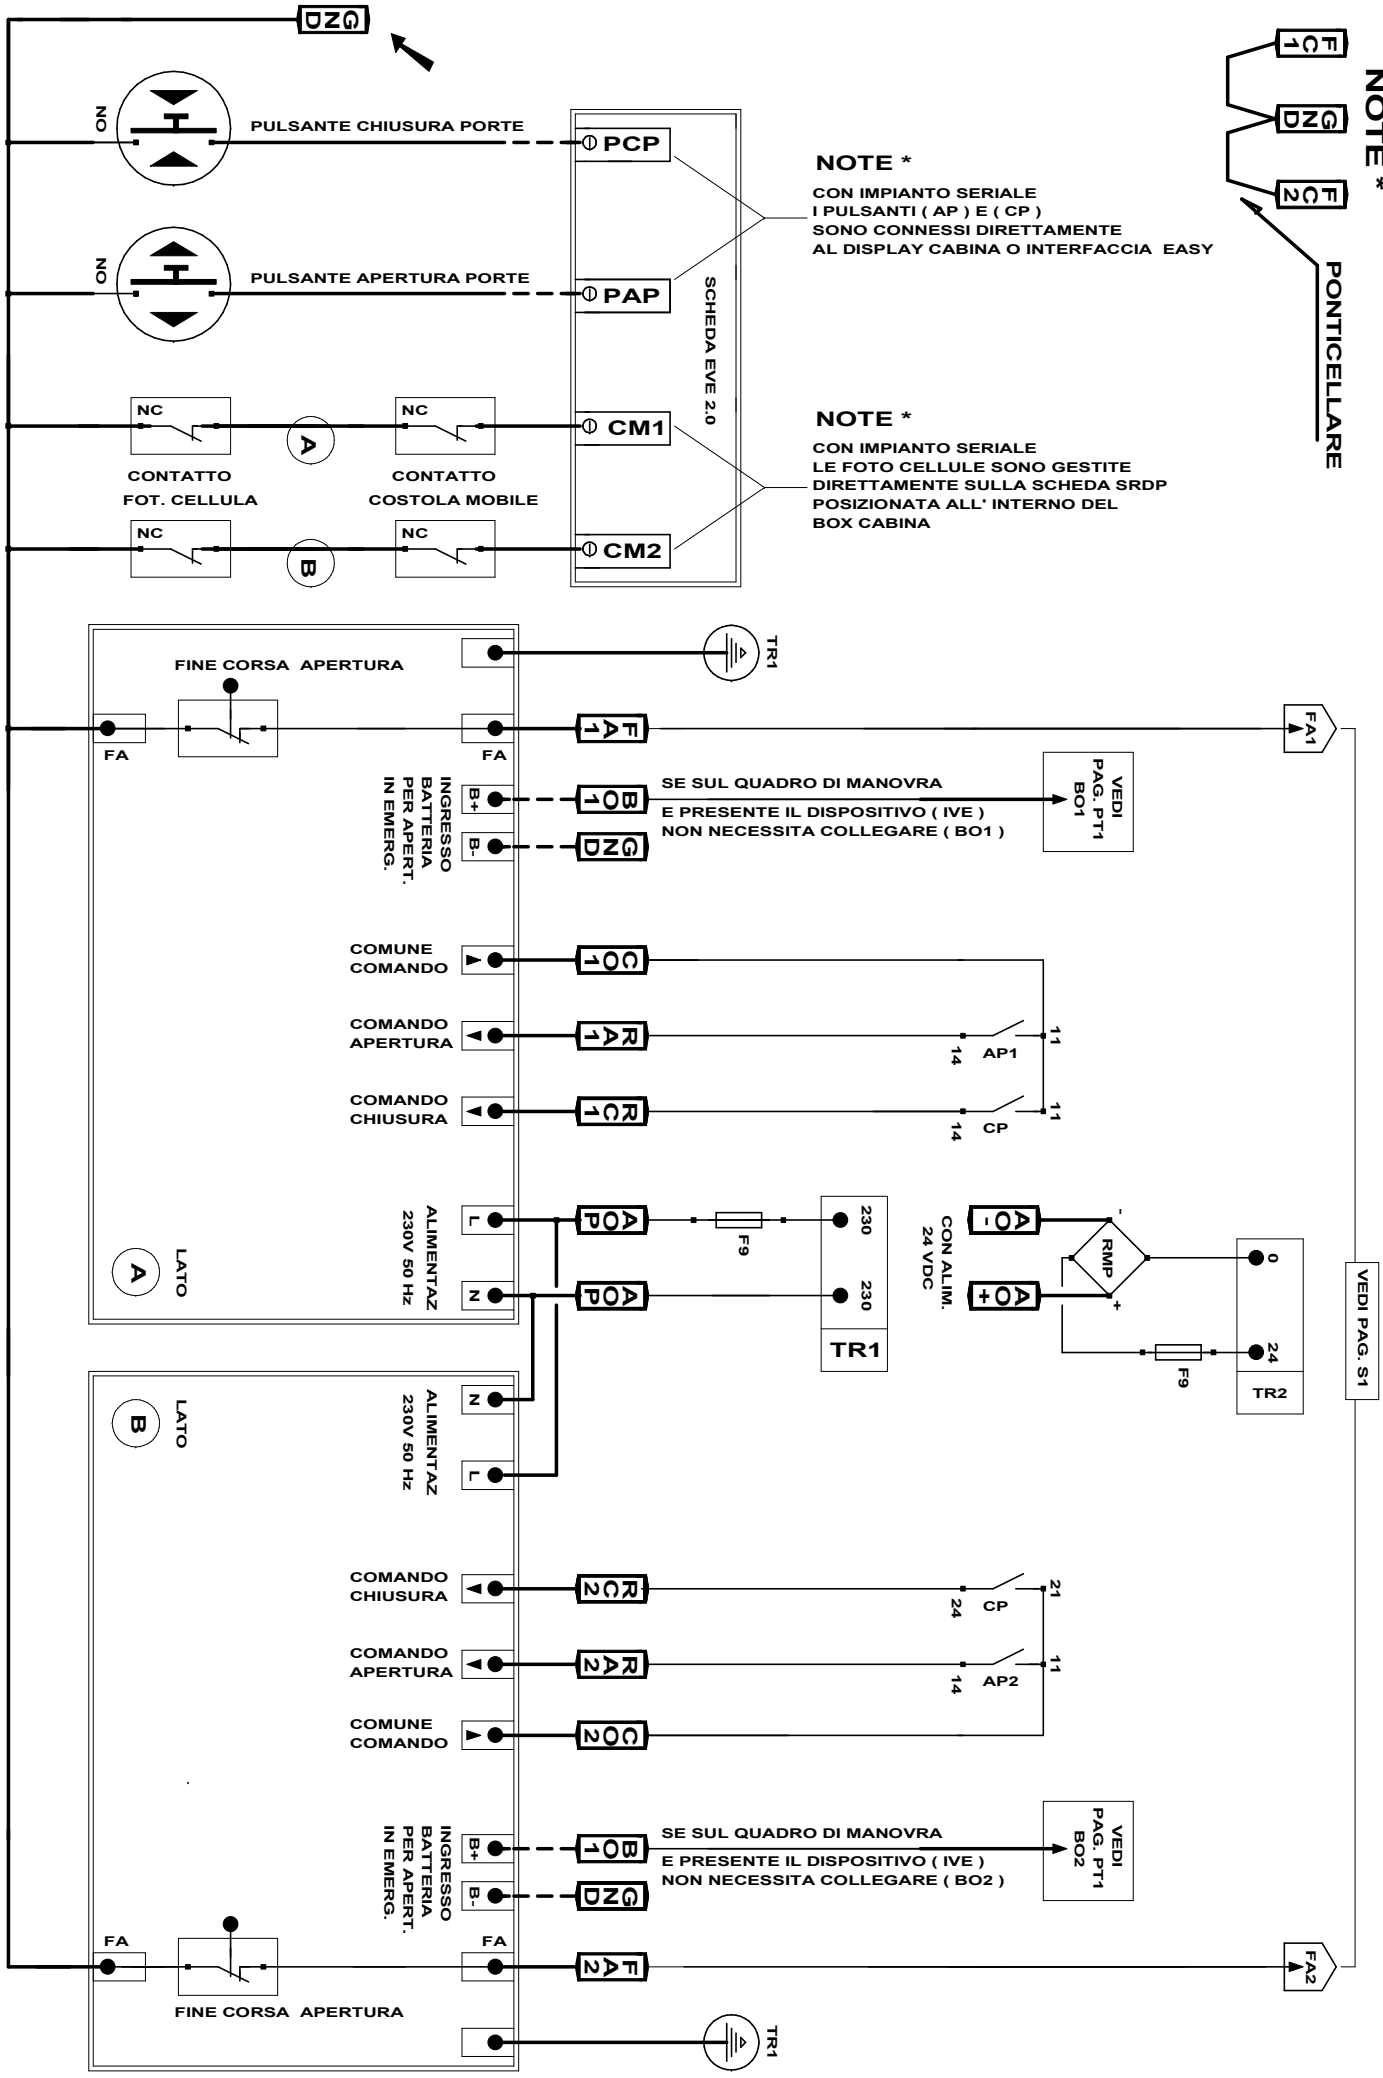 GND
FC1
GND
FC2
NOTE *
PONTICELLARE
NO
PULSANTE CHIUSURA PORTE
PCP
NOTE *
CON IMPIANTO SERIALE
I PULSANTI ( AP ) E ( CP )
SONO CONNESSI DIRETTAMENTE
AL DISPLAY CABINA O INTERFACCIA EASY
NO
PULSANTE APERTURA PORTE
PAP
SCHEDA EVE 2.0
NC
A
NC
CM1
CONTATTO
FOT. CELLULA
CONTATTO
COSTOLA MOBILE
NOTE *
CON IMPIANTO SERIALE
LE FOTO CELLULE SONO GESTITE
DIRETTAMENTE SULLA SCHEDA SRDP
POSIZIONATA ALL' INTERNO DEL
BOX CABINA
NC
B
NC
CM2
TR1
FINE CORSA APERTURA
FA
FA
FA1
FA1
INGRESSO
BATTERIA
PER APERT.
IN EMERG.
B+
B-
BO1
GND
SE SUL QUADRO DI MANOVRA
E PRESENTE IL DISPOSITIVO ( IVE )
NON NECESSITA COLLEGARE ( BO1 )
VEDI
PAG. PT1
BO1
COMUNE
COMANDO
CO1
COMANDO
APERTURA
RA1
14
AP1
11
COMANDO
CHIUSURA
RC1
14
CP
11
LATO
A
ALIMENTAZ
230V 50 Hz
L
N
AOP
AOP
F9
230
230
TR1
CON ALIM.
24 VDC
AO-
AO+
-
RMP
+
F9
0
24
TR2
VEDI PAG. S1
LATO
B
ALIMENTAZ
230V 50 Hz
N
L
COMANDO
CHIUSURA
RC2
24
CP
21
COMANDO
APERTURA
RA2
14
AP2
11
COMUNE
COMANDO
CO2
INGRESSO
BATTERIA
PER APERT.
IN EMERG.
B+
B-
BO1
GND
SE SUL QUADRO DI MANOVRA
E PRESENTE IL DISPOSITIVO ( IVE )
NON NECESSITA COLLEGARE ( BO2 )
VEDI
PAG. PT1
BO2
FA
FA
FA2
FA2
FINE CORSA APERTURA
TR1